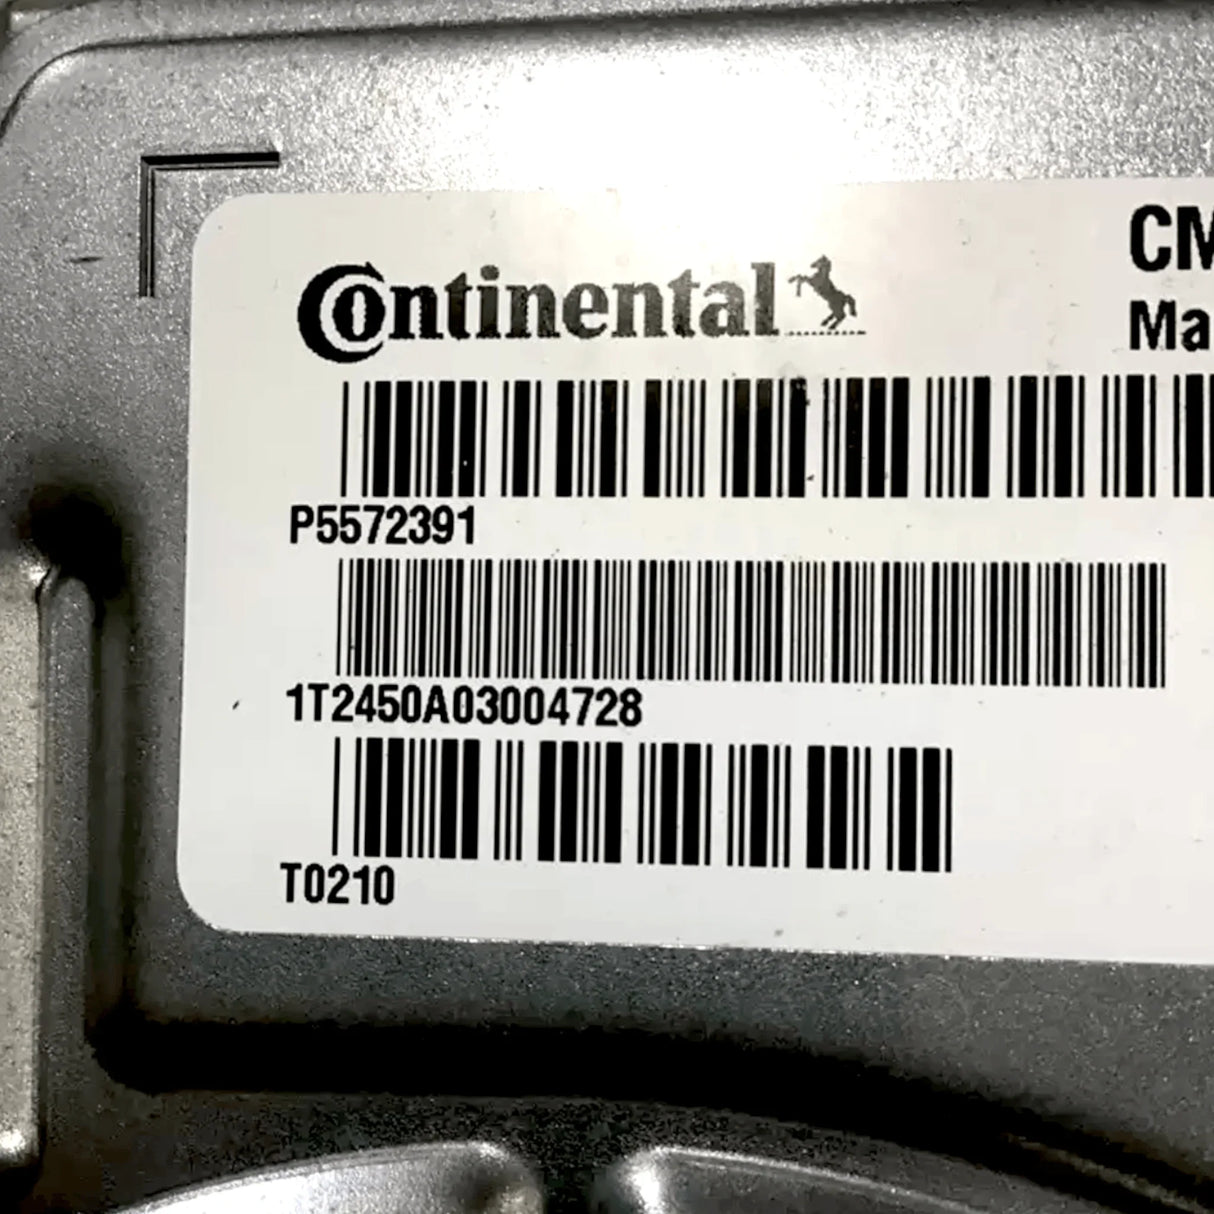 Continental
CM
Ma
P5572391
1T2450A03004728
T0210